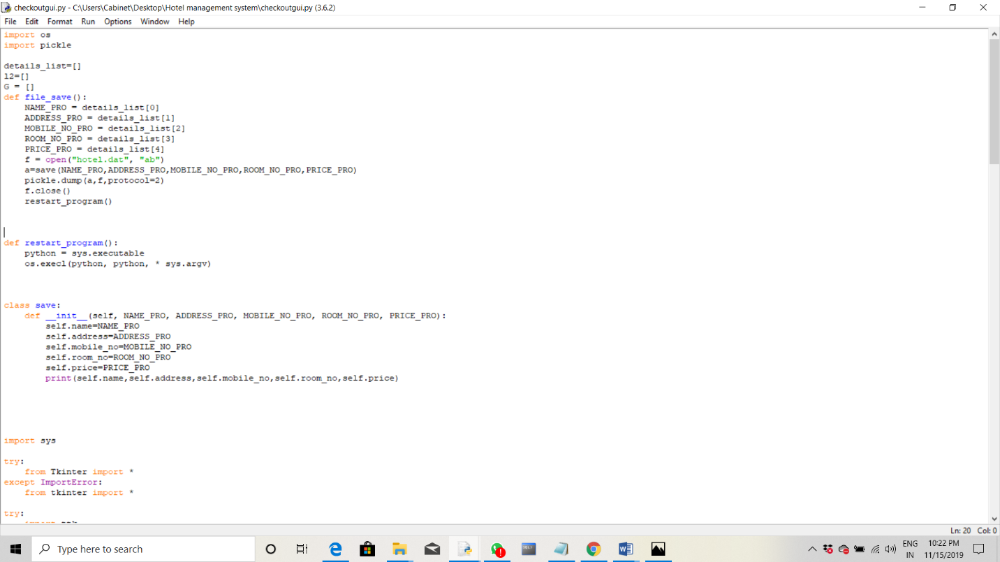 checkoutgui.py - C:\Users\Cabinet\Desktop\Hotel management system\checkoutgui.py (3.6.2)
File Edit Format Run Options Window Help
import os
import pickle

details_list=[]
l2=[]
G = []
def file_save():
    NAME_PRO = details_list[0]
    ADDRESS_PRO = details_list[1]
    MOBILE_NO_PRO = details_list[2]
    ROOM_NO_PRO = details_list[3]
    PRICE_PRO = details_list[4]
    f = open("hotel.dat", "ab")
    a=save(NAME_PRO,ADDRESS_PRO,MOBILE_NO_PRO,ROOM_NO_PRO,PRICE_PRO)
    pickle.dump(a,f,protocol=2)
    f.close()
    restart_program()

def restart_program():
    python = sys.executable
    os.execl(python, python, * sys.argv)

class save:
    def __init__(self, NAME_PRO, ADDRESS_PRO, MOBILE_NO_PRO, ROOM_NO_PRO, PRICE_PRO):
        self.name=NAME_PRO
        self.address=ADDRESS_PRO
        self.mobile_no=MOBILE_NO_PRO
        self.room_no=ROOM_NO_PRO
        self.price=PRICE_PRO
        print(self.name,self.address,self.mobile_no,self.room_no,self.price)

import sys

try:
    from Tkinter import *
except ImportError:
    from tkinter import *

try:
Ln: 20 Col: 0
Type here to search
ENG 10:22 PM
IN 11/15/2019